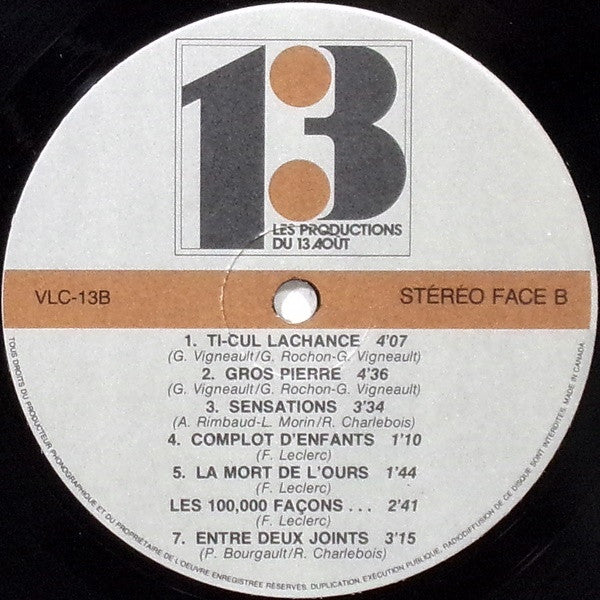 13
LES PRODUCTIONS
DU 13 AOÛT
VLC-13B
STÉRÉO FACE B
1. TI-CUL LACHANCE 4'07
(G. Vigneault/G. Rochon-G. Vigneault)
2. GROS PIERRE 4'36
(G. Vigneault/G. Rochon-G. Vigneault)
3. SENSATIONS 3'34
(A. Rimbaud-L. Morin/R. Charlebois)
4. COMPLOT D'ENFANTS 1'10
(F. Leclerc)
5. LA MORT DE L'OURS 1'44
(F. Leclerc)
LES 100,000 FAÇONS . . . 2'41
(F. Leclerc)
7. ENTRE DEUX JOINTS 3'15
(P. Bourgault/R. Charlebois)
TOUS DROITS DU PRODUCTEUR PHONOGRAPHIQUE ET DU PROPRIÉTAIRE DE L'OEUVRE ENREGISTRÉE RÉSERVÉS, DUPLICATION, EXÉCUTION PUBLIQUE, RADIODIFFUSION DE CE DISQUE SONT INTERDITES. MADE IN CANADA